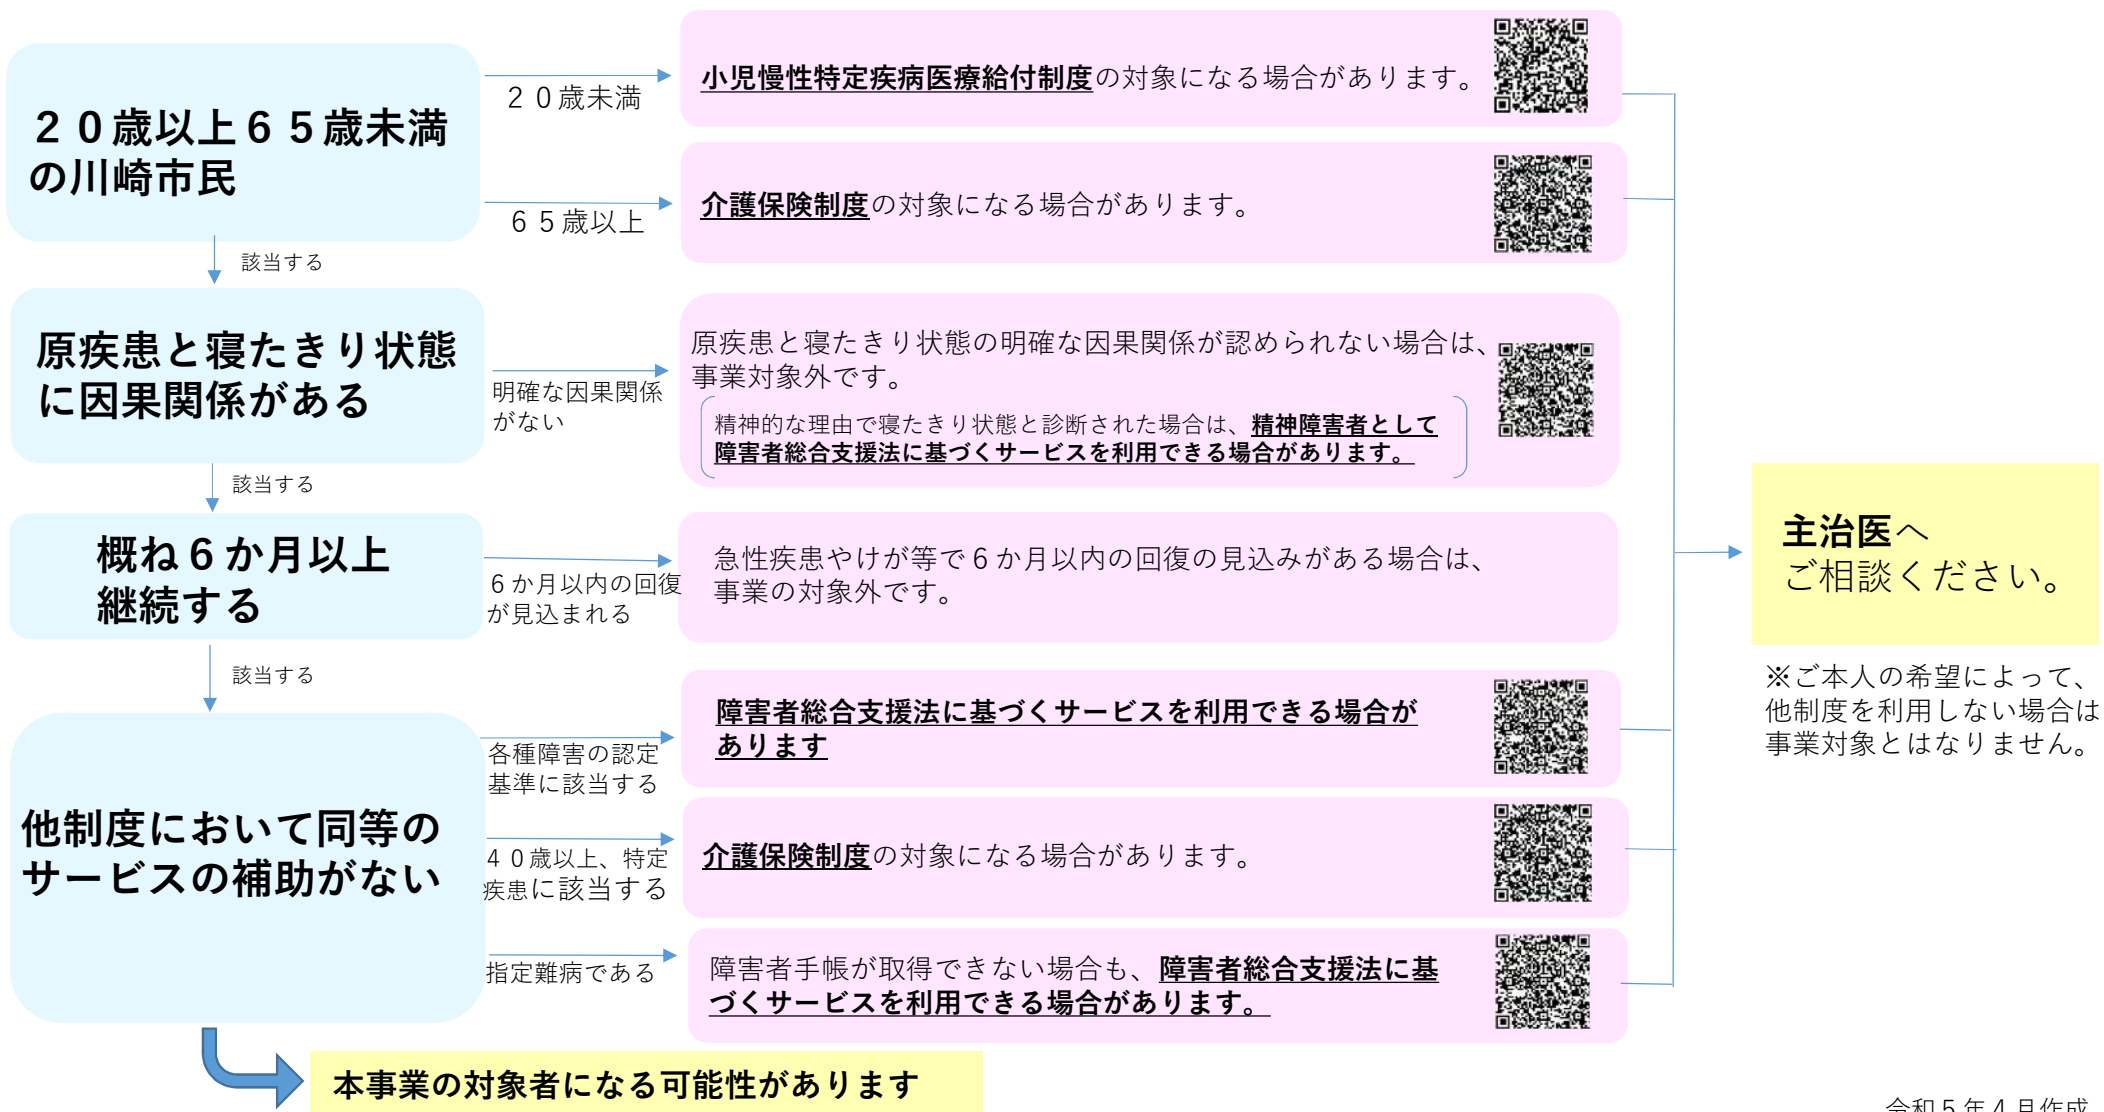 ２０歳以上６５歳未満
の川崎市民
２０歳未満
小児慢性特定疾病医療給付制度の対象になる場合があります。
６５歳以上
介護保険制度の対象になる場合があります。
該当する
原疾患と寝たきり状態
に因果関係がある
明確な因果関係
がない
原疾患と寝たきり状態の明確な因果関係が認められない場合は、
事業対象外です。
精神的な理由で寝たきり状態と診断された場合は、精神障害者として
障害者総合支援法に基づくサービスを利用できる場合があります。
該当する
概ね６か月以上
継続する
６か月以内の回復
が見込まれる
急性疾患やけが等で６か月以内の回復の見込みがある場合は、
事業の対象外です。
該当する
他制度において同等の
サービスの補助がない
各種障害の認定
基準に該当する
障害者総合支援法に基づくサービスを利用できる場合が
あります
４０歳以上、特定
疾患に該当する
介護保険制度の対象になる場合があります。
指定難病である
障害者手帳が取得できない場合も、障害者総合支援法に基
づくサービスを利用できる場合があります。
主治医へ
ご相談ください。
※ご本人の希望によって、
他制度を利用しない場合は
事業対象とはなりません。
本事業の対象者になる可能性があります
令和５年４月作成